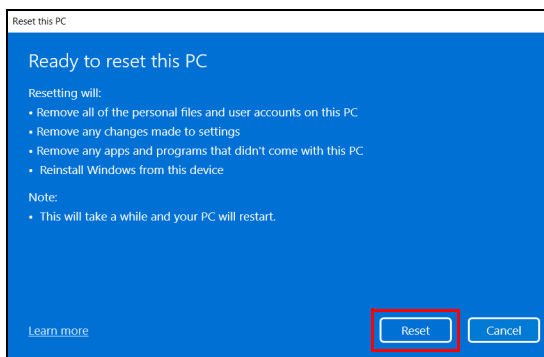 Reset this PC
Ready to reset this PC
Resetting will:
• Remove all of the personal files and user accounts on this PC
• Remove any changes made to settings
• Remove any apps and programs that didn't come with this PC
• Reinstall Windows from this device
Note:
• This will take a while and your PC will restart.
Learn more
Reset
Cancel